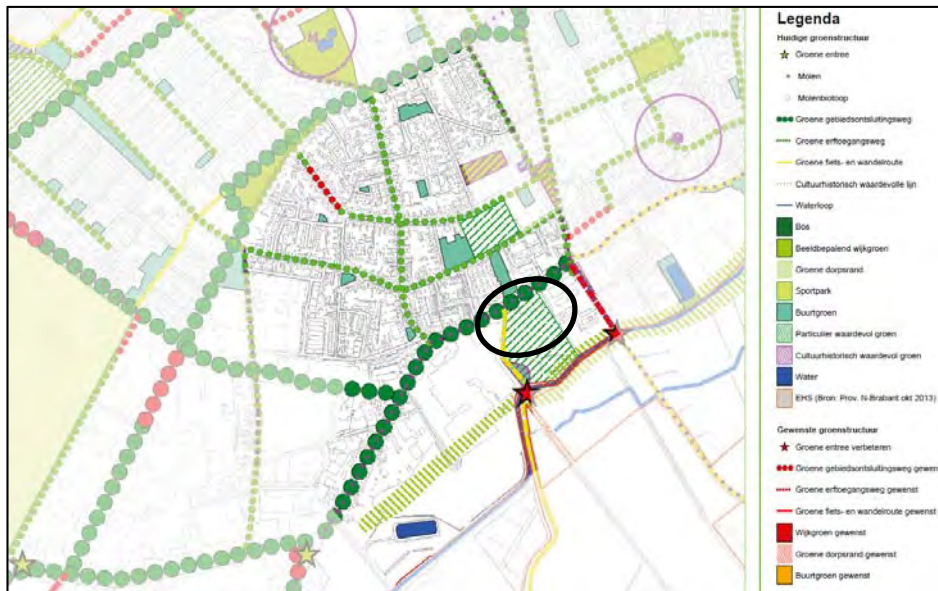 Legenda
Huidige groenstructuur
Groene entree
Molen
Molenbiotoop
Groene gebiedsontsluitingsweg
Groene erftoegangsweg
Groene fiets- en wandelroute
Cultuurhistorisch waardevolle lijn
Waterloop
Bos
Beeldbepalend wijkgroen
Groene dorpsrand
Sportpark
Buurtgroen
Particulier waardevol groen
Cultuurhistorisch waardevol groen
Water
EHS (Bron: Prov. N-Brabant okt 2013)
Gewenste groenstructuur
Groene entree verbeteren
Groene gebiedsontsluitingsweg gewens
Groene erftoegangsweg gewenst
Groene fiets- en wandelroute gewenst
Wijkgroen gewenst
Groene dorpsrand gewenst
Buurtgroen gewenst